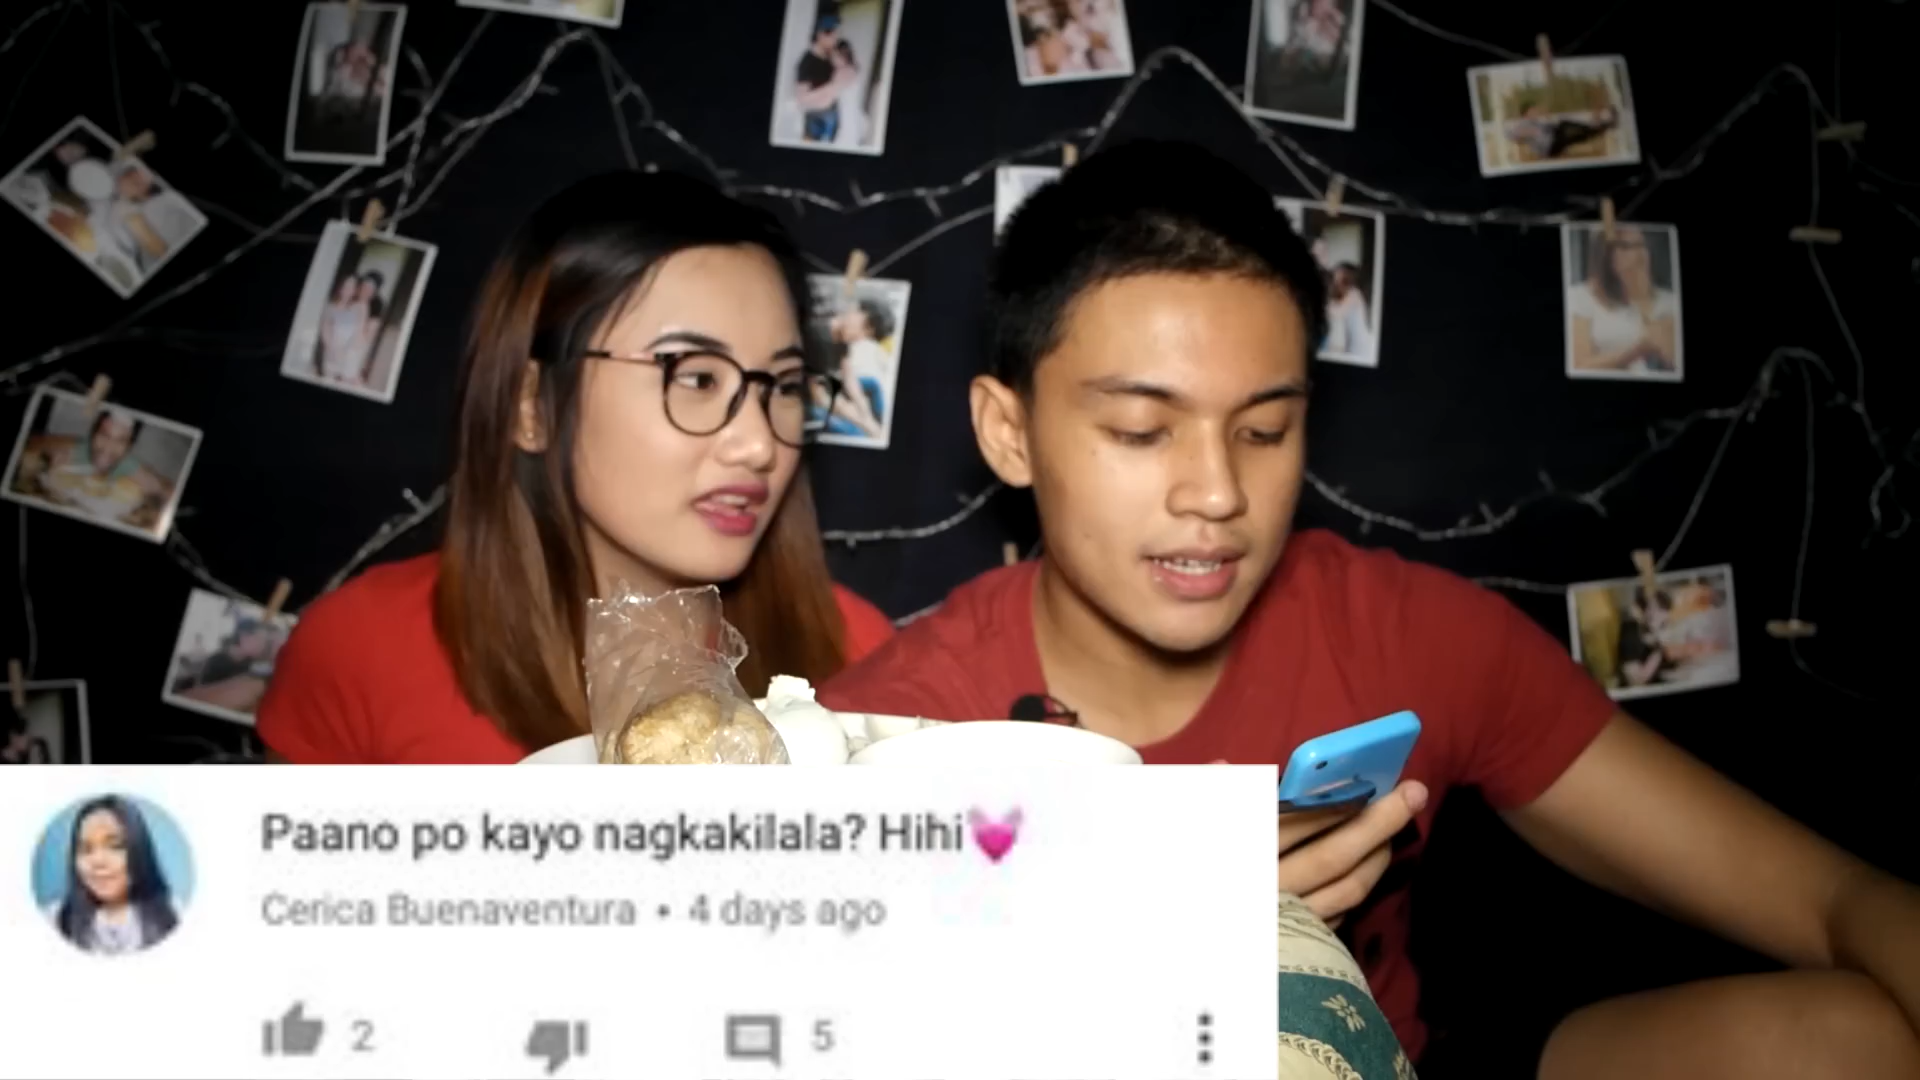 Paano po kayo nagkakilala? Hihi💓
Cerica Buenaventura • 4 days ago
2
5